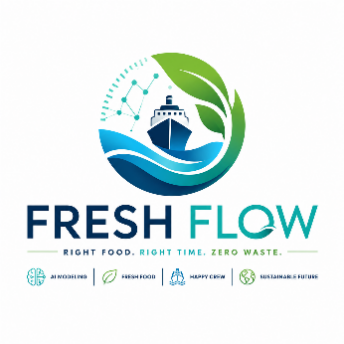 FRESH FLOW
RIGHT FOOD. RIGHT TIME. ZERO WASTE.
AI MODELING | FRESH FOOD | HAPPY CREW | SUSTAINABLE FUTURE